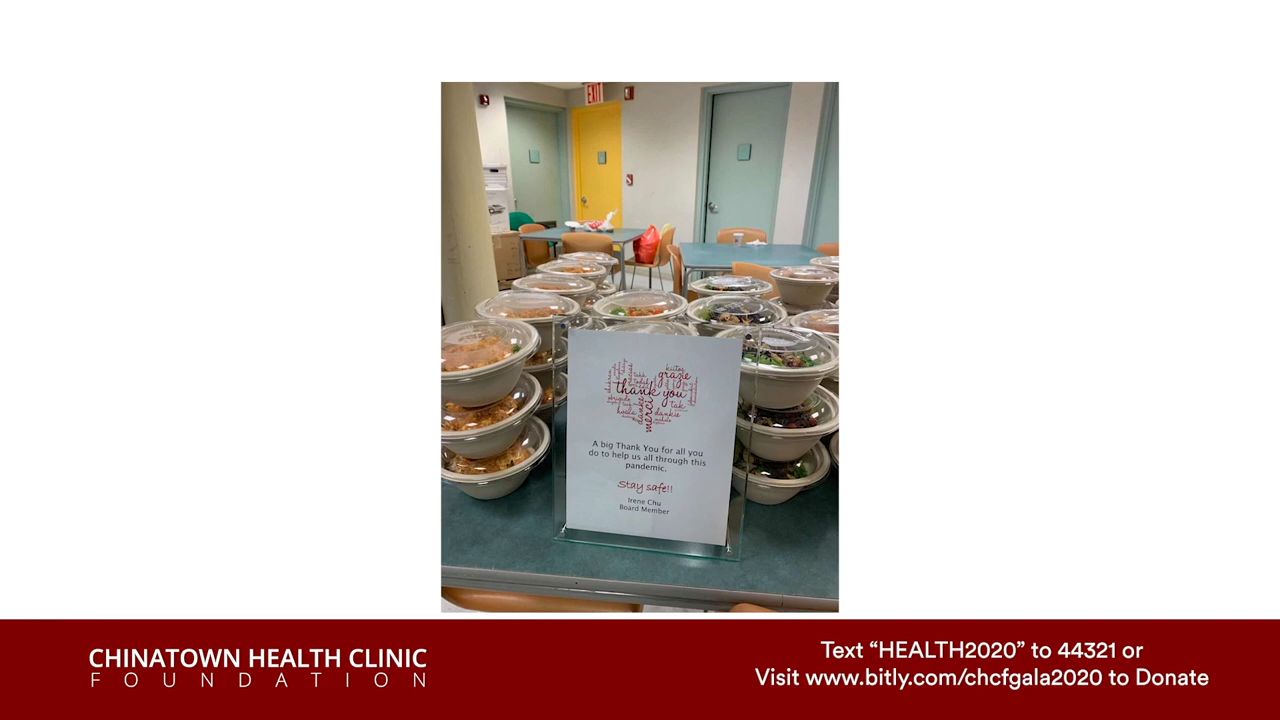 EXIT
thank you
grazie
merci
danke
tak
dankie
A big Thank You for all you
do to help us all through this
pandemic.
Stay safe!!
Irene Chu
Board Member
CHINATOWN HEALTH CLINIC
FOUNDATION
Text “HEALTH2020” to 44321 or
Visit www.bitly.com/chcfgala2020 to Donate